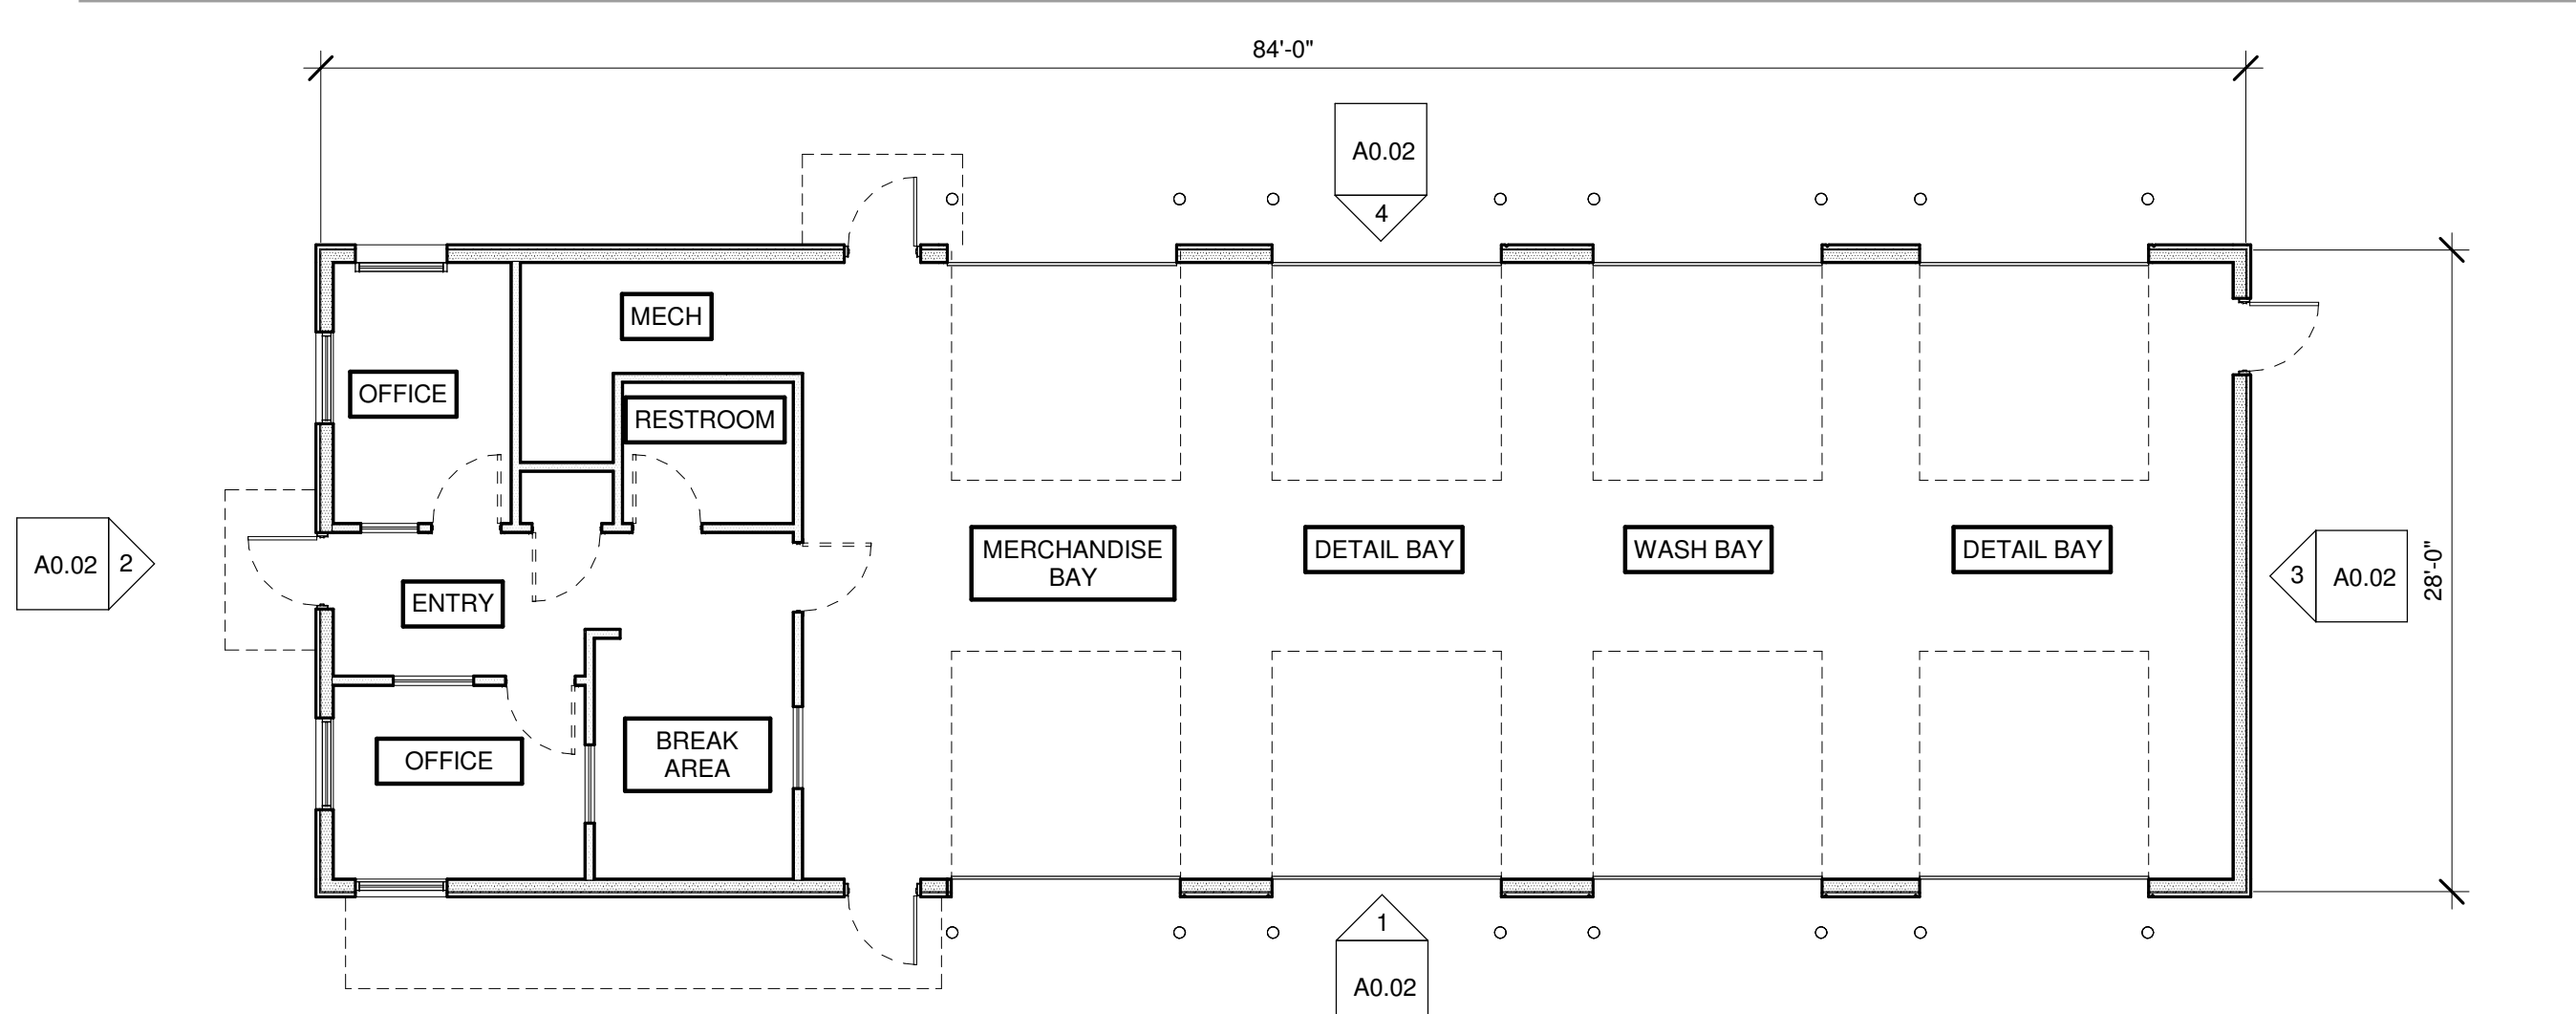 84'-0"
A0.02
4
MECH
OFFICE
RESTROOM
MERCHANDISE
BAY
DETAIL BAY
WASH BAY
DETAIL BAY
A0.02 2
3 A0.02
28'-0"
ENTRY
OFFICE
BREAK
AREA
1
A0.02